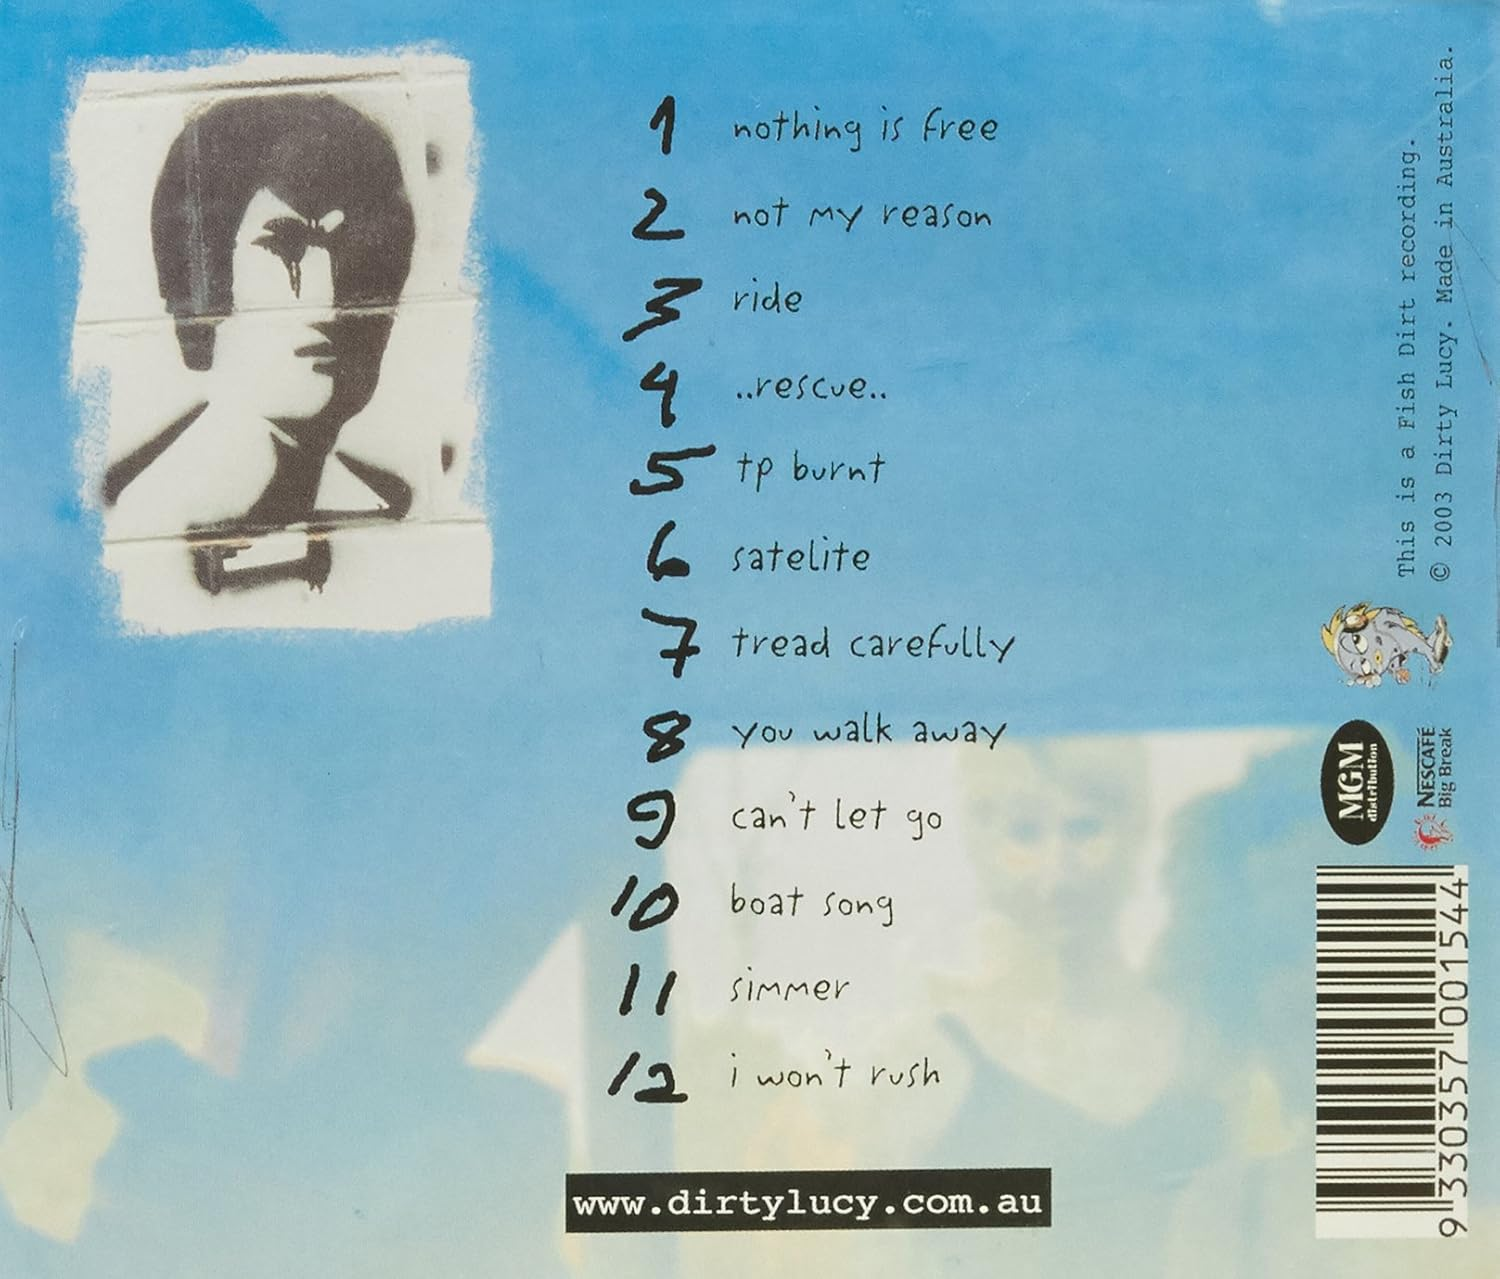 1 nothing is free
2 not my reason
3 ride
4 ..rescue..
5 tp burnt
6 satelite
7 tread carefully
8 you walk away
9 can't let go
10 boat song
11 simmer
12 i won't rush
www.dirtylucy.com.au
This is a Fish Dirt recording.
© 2003 Dirty Lucy. Made in Australia.
MGM
distribution
NESCAFÉ
Big Break
9 330357 001544